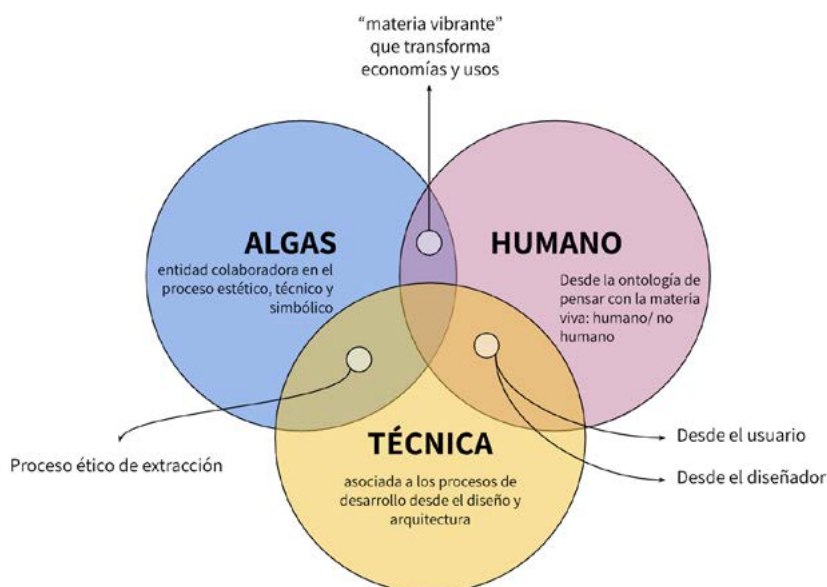 “materia vibrante”
que transforma
economías y usos
ALGAS
entidad colaboradora en el
proceso estético, técnico y
simbólico
HUMANO
Desde la ontología de
pensar con la materia
viva: humano/ no
humano
TÉCNICA
asociada a los procesos de
desarrollo desde el diseño y
arquitectura
Proceso ético de extracción
Desde el usuario
Desde el diseñador